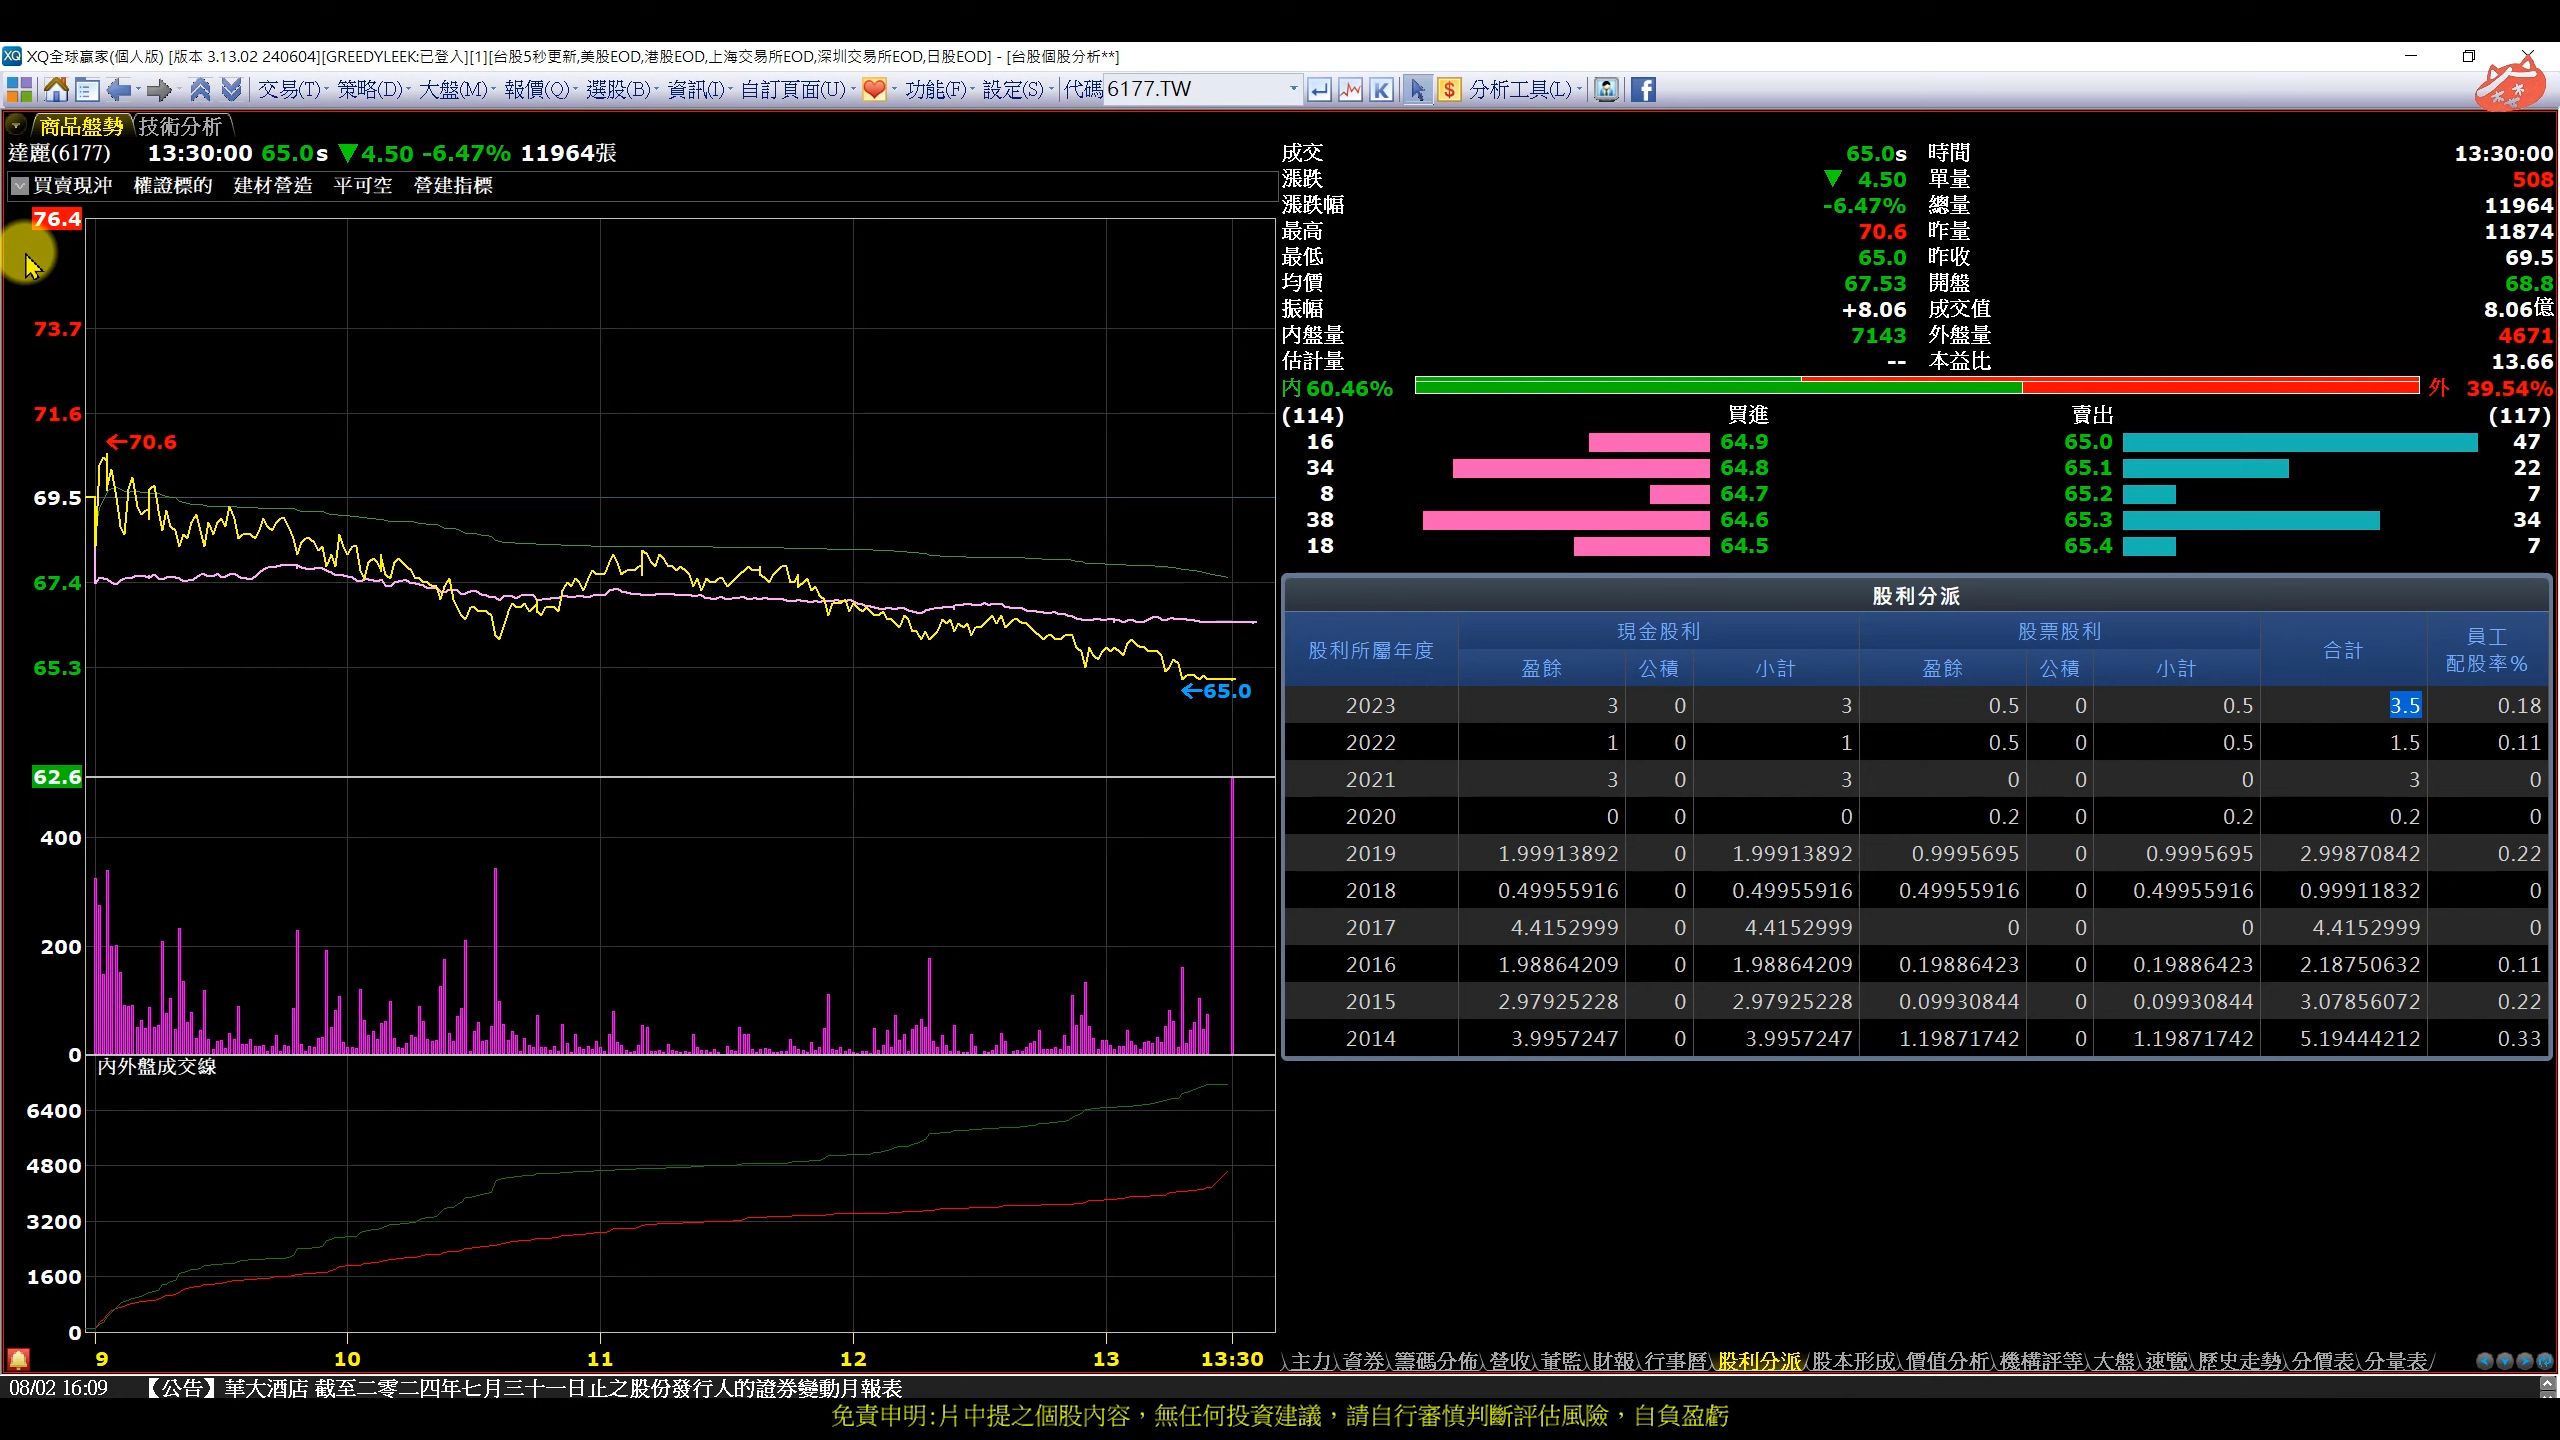 XQ全球贏家(個人版) [版本 3.13.02 240604][GREEDYLEEK:已登入][1][台股5秒更新,美股EOD,港股EOD,上海交易所EOD,深圳交易所EOD,日股EOD] - [台股個股分析**]
交易(T) 策略(D) 大盤(M) 報價(Q) 選股(B) 資訊(I) 自訂頁面(U) 功能(F) 設定(S) 代碼 6177.TW K $ 分析工具(L)
商品盤勢 技術分析
達麗(6177) 13:30:00 65.0s ▼4.50 -6.47% 11964張
買賣現沖 權證標的 建材營造 平可空 營建指標
76.4
73.7
71.6
←70.6
69.5
67.4
65.3
←65.0
62.6
400
200
0
內外盤成交線
6400
4800
3200
1600
0
9 10 11 12 13 13:30
成交 65.0s 時間 13:30:00
漲跌 ▼ 4.50 單量 508
漲跌幅 -6.47% 總量 11964
最高 70.6 昨量 11874
最低 65.0 昨收 69.5
均價 67.53 開盤 68.8
振幅 +8.06 成交值 8.06億
內盤量 7143 外盤量 4671
估計量 -- 本益比 13.66
內 60.46% 外 39.54%
(114) 買進 賣出 (117)
16 64.9 65.0 47
34 64.8 65.1 22
8 64.7 65.2 7
38 64.6 65.3 34
18 64.5 65.4 7
股利分派
股利所屬年度 現金股利 股票股利 合計 員工配股率%
盈餘 公積 小計 盈餘 公積 小計
2023 3 0 3 0.5 0 0.5 3.5 0.18
2022 1 0 1 0.5 0 0.5 1.5 0.11
2021 3 0 3 0 0 0 3 0
2020 0 0 0 0.2 0 0.2 0.2 0
2019 1.99913892 0 1.99913892 0.9995695 0 0.9995695 2.99870842 0.22
2018 0.49955916 0 0.49955916 0.49955916 0 0.49955916 0.99911832 0
2017 4.4152999 0 4.4152999 0 0 0 4.4152999 0
2016 1.98864209 0 1.98864209 0.19886423 0 0.19886423 2.18750632 0.11
2015 2.97925228 0 2.97925228 0.09930844 0 0.09930844 3.07856072 0.22
2014 3.9957247 0 3.9957247 1.19871742 0 1.19871742 5.19444212 0.33
主力 資券 籌碼分佈 營收 董監 財報 行事曆 股利分派 股本形成 價值分析 機構評等 大盤 速覽 歷史走勢 分價表 分量表
08/02 16:09 【公告】華大酒店 截至二零二四年七月三十一日止之股份發行人的證券變動月報表
免責申明:片中提之個股內容，無任何投資建議，請自行審慎判斷評估風險，自負盈虧